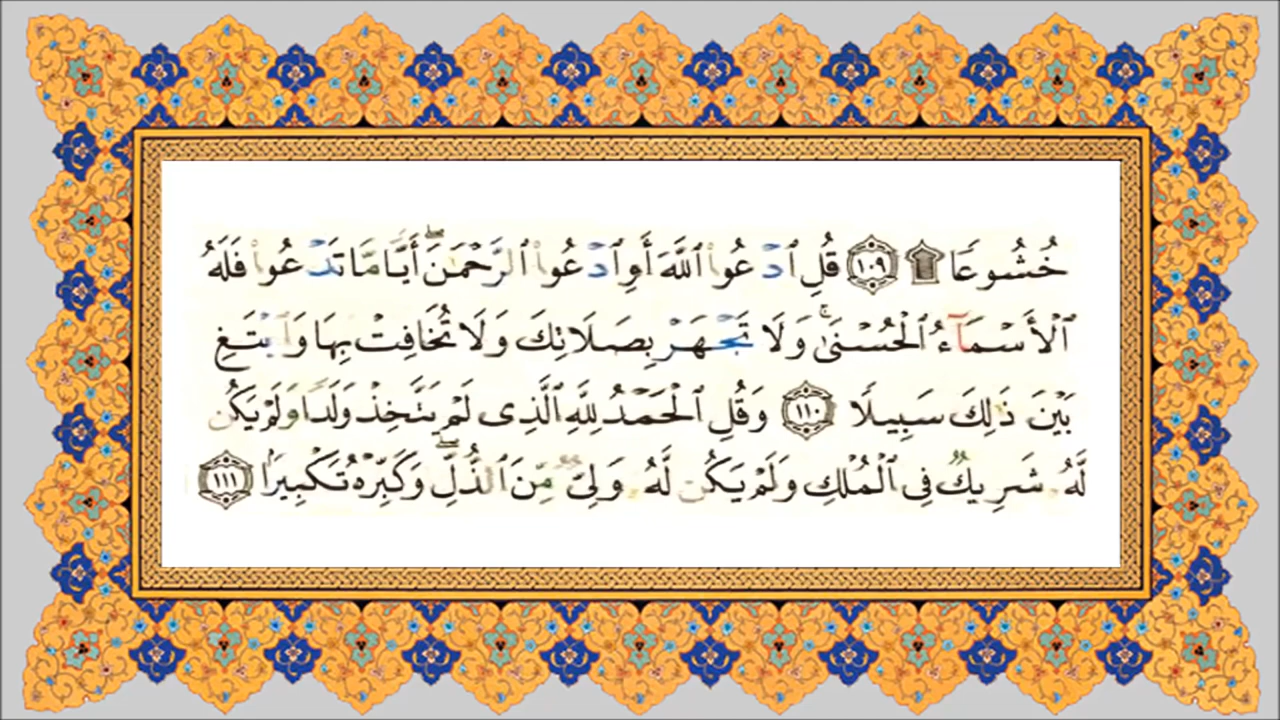 خُشُوعًا ۩ ﴿١٠٩﴾ قُلِ ٱدْعُوا۟ ٱللَّهَ أَوِ ٱدْعُوا۟ ٱلرَّحْمَٰنَ ۖ أَيًّا مَّا تَدْعُوا۟ فَلَهُ
ٱلْأَسْمَآءُ ٱلْحُسْنَىٰ ۚ وَلَا تَجْهَرْ بِصَلَاتِكَ وَلَا تُخَافِتْ بِهَا وَٱبْتَغِ
بَيْنَ ذَٰلِكَ سَبِيلًا ﴿١١٠﴾ وَقُلِ ٱلْحَمْدُ لِلَّهِ ٱلَّذِى لَمْ يَتَّخِذْ وَلَدًا وَلَمْ يَكُن
لَّهُۥ شَرِيكٌ فِى ٱلْمُلْكِ وَلَمْ يَكُن لَّهُۥ وَلِىٌّ مِّنَ ٱلذُّلِّ ۖ وَكَبِّرْهُ تَكْبِيرًۢا ﴿١١١﴾